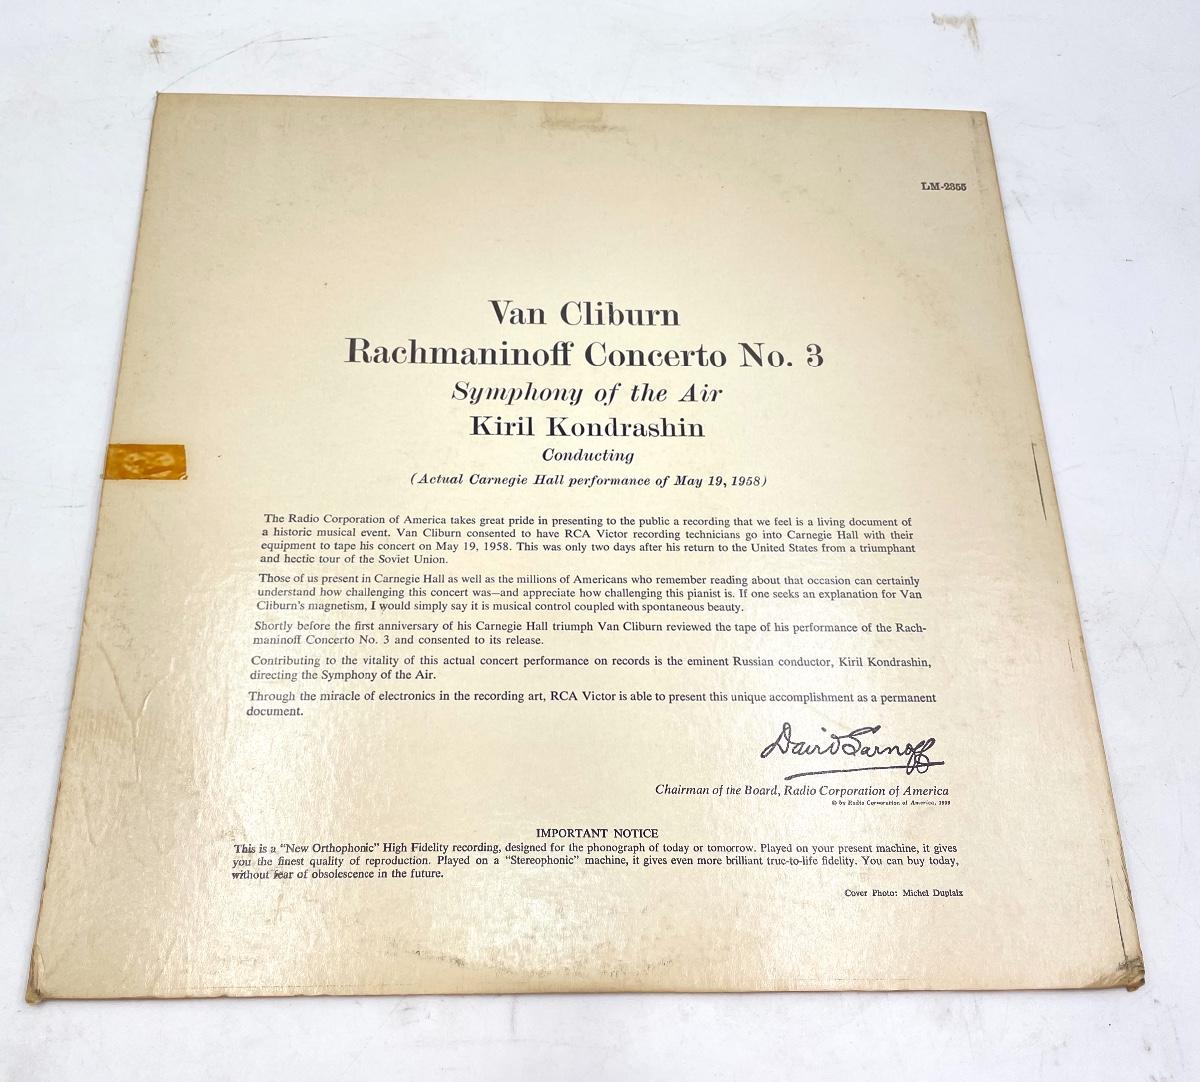 LM-2355
Van Cliburn
Rachmaninoff Concerto No. 3
Symphony of the Air
Kiril Kondrashin
Conducting
(Actual Carnegie Hall performance of May 19, 1958)
The Radio Corporation of America takes great pride in presenting to the public a recording that we feel is a living document of
a historic musical event. Van Cliburn consented to have RCA Victor recording technicians go into Carnegie Hall with their
equipment to tape his concert on May 19, 1958. This was only two days after his return to the United States from a triumphant
and hectic tour of the Soviet Union.
Those of us present in Carnegie Hall as well as the millions of Americans who remember reading about that occasion can certainly
understand how challenging this concert was—and appreciate how challenging this pianist is. If one seeks an explanation for Van
Cliburn's magnetism, I would simply say it is musical control coupled with spontaneous beauty.
Shortly before the first anniversary of his Carnegie Hall triumph Van Cliburn reviewed the tape of his performance of the Rach-
maninoff Concerto No. 3 and consented to its release.
Contributing to the vitality of this actual concert performance on records is the eminent Russian conductor, Kiril Kondrashin,
directing the Symphony of the Air.
Through the miracle of electronics in the recording art, RCA Victor is able to present this unique accomplishment as a permanent
document.
David Sarnoff
Chairman of the Board, Radio Corporation of America
© by Radio Corporation of America, 1959
IMPORTANT NOTICE
This is a "New Orthophonic" High Fidelity recording, designed for the phonograph of today or tomorrow. Played on your present machine, it gives
you the finest quality of reproduction. Played on a "Stereophonic" machine, it gives even more brilliant true-to-life fidelity. You can buy today,
without fear of obsolescence in the future.
Cover Photo: Michel Duplaix